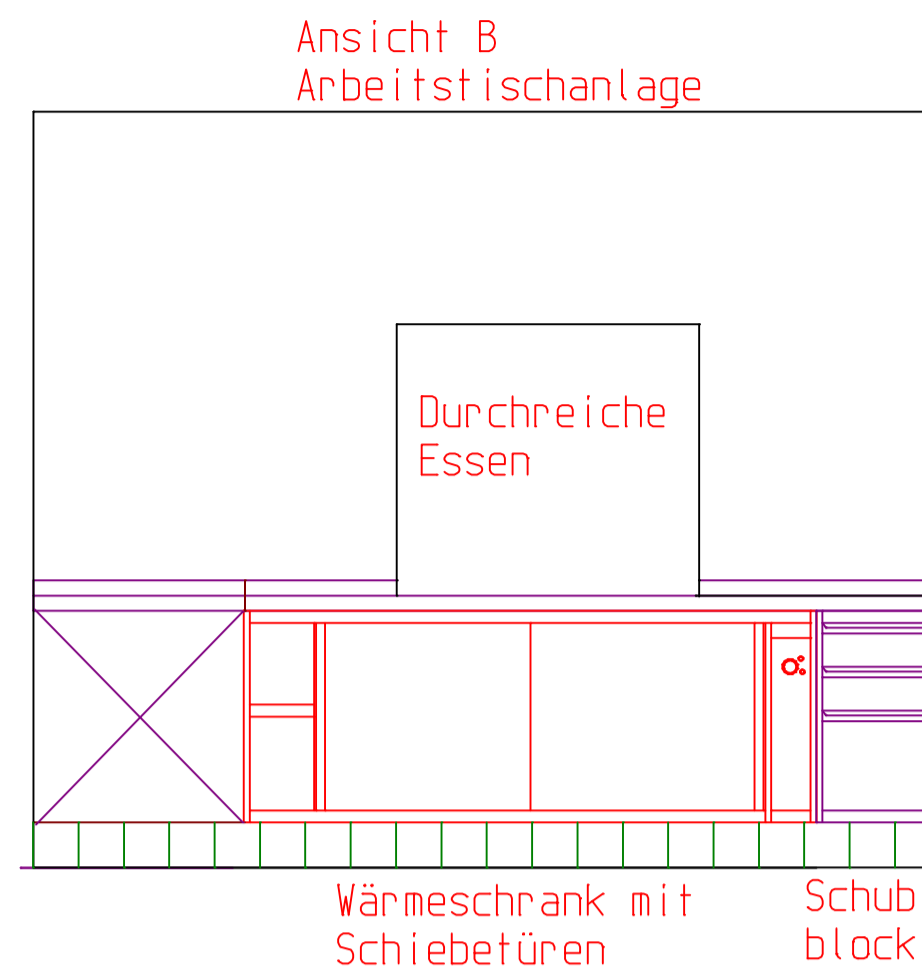 Ansicht B
Arbeitstischanlage
Durchreiche
Essen
Wärmeschrank mit
Schiebetüren
Schub
block